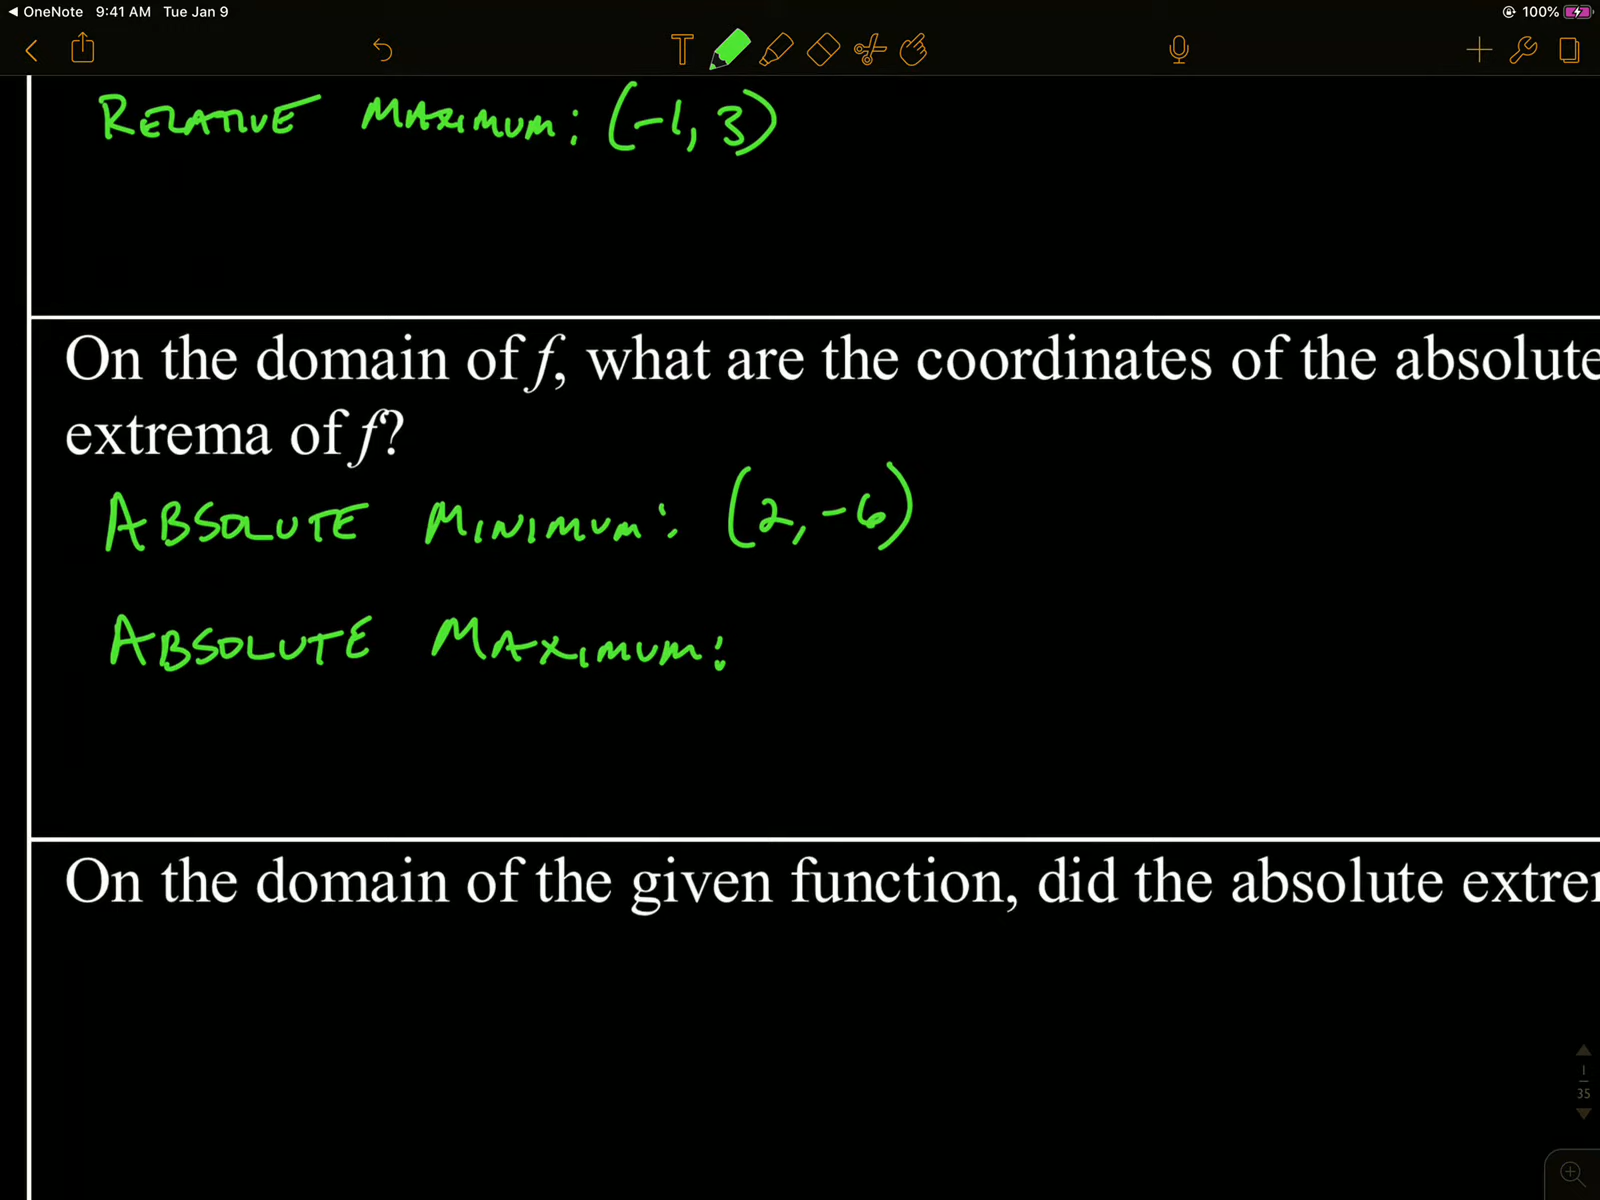 OneNote 9:41 AM Tue Jan 9 100%
T
RELATIVE MAXIMUM: (-1, 3)
On the domain of f, what are the coordinates of the absolute
extrema of f?
ABSOLUTE MINIMUM: (2, -6)
ABSOLUTE MAXIMUM:
On the domain of the given function, did the absolute extre
1
35